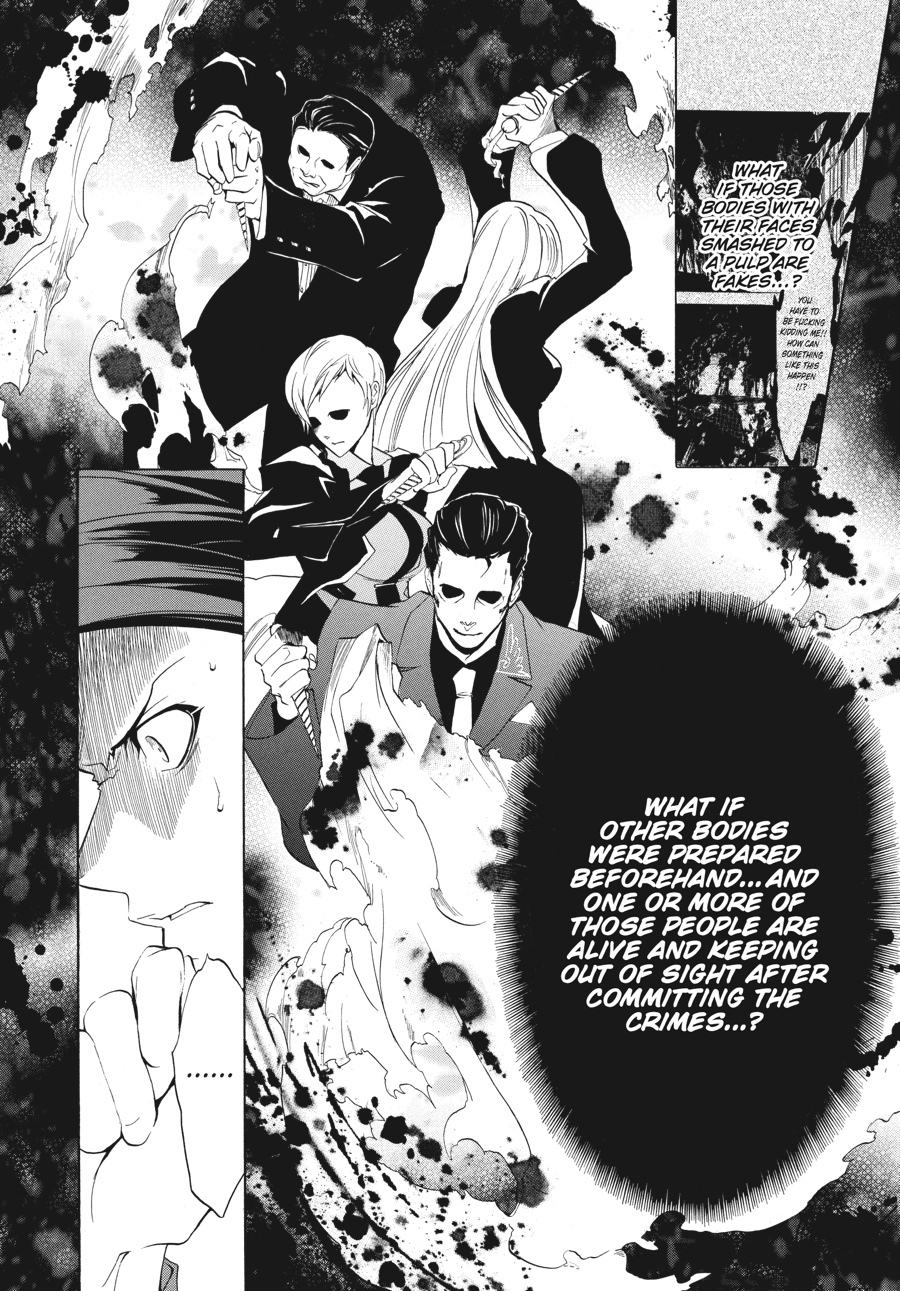 WHAT
IF THOSE
BODIES WITH
THEIR FACES
SMASHED TO
A PULP ARE
FAKES...?
YOU
HAVE TO
BE FUCKING
KIDDING ME!!
HOW CAN
SOMETHING
LIKE THIS
HAPPEN
!!?
WHAT IF
OTHER BODIES
WERE PREPARED
BEFOREHAND...AND
ONE OR MORE OF
THOSE PEOPLE ARE
ALIVE AND KEEPING
OUT OF SIGHT AFTER
COMMITTING THE
CRIMES...?
......